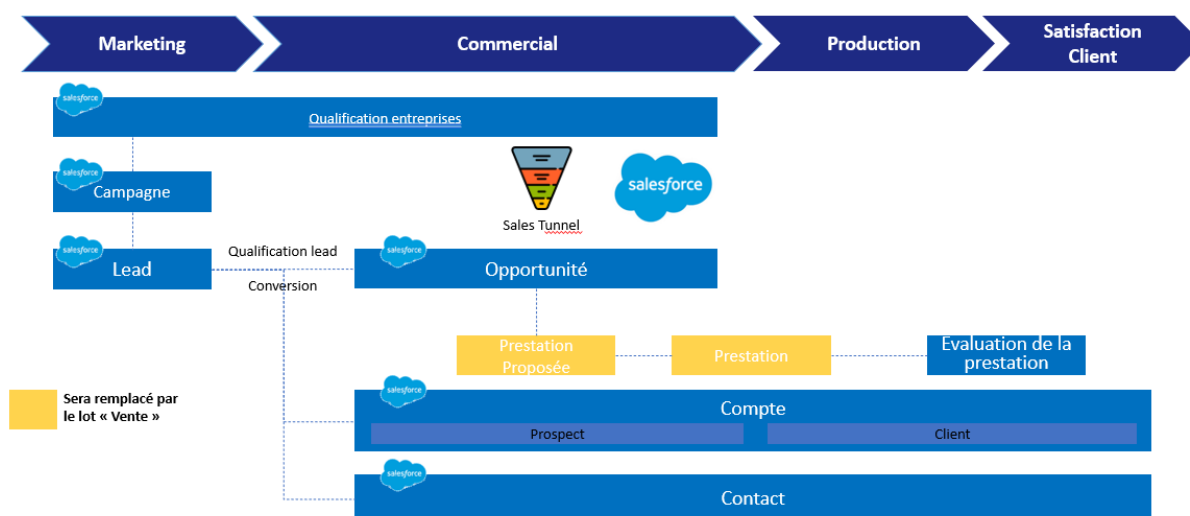 Marketing
Commercial
Production
Satisfaction
Client
salesforce
Qualification entreprises
salesforce
Campagne
salesforce
Sales Tunnel
salesforce
Lead
Qualification lead
Conversion
salesforce
Opportunité
Prestation
Proposée
Prestation
Evaluation de la
prestation
Sera remplacé par
le lot « Vente »
salesforce
Compte
Prospect
Client
salesforce
Contact